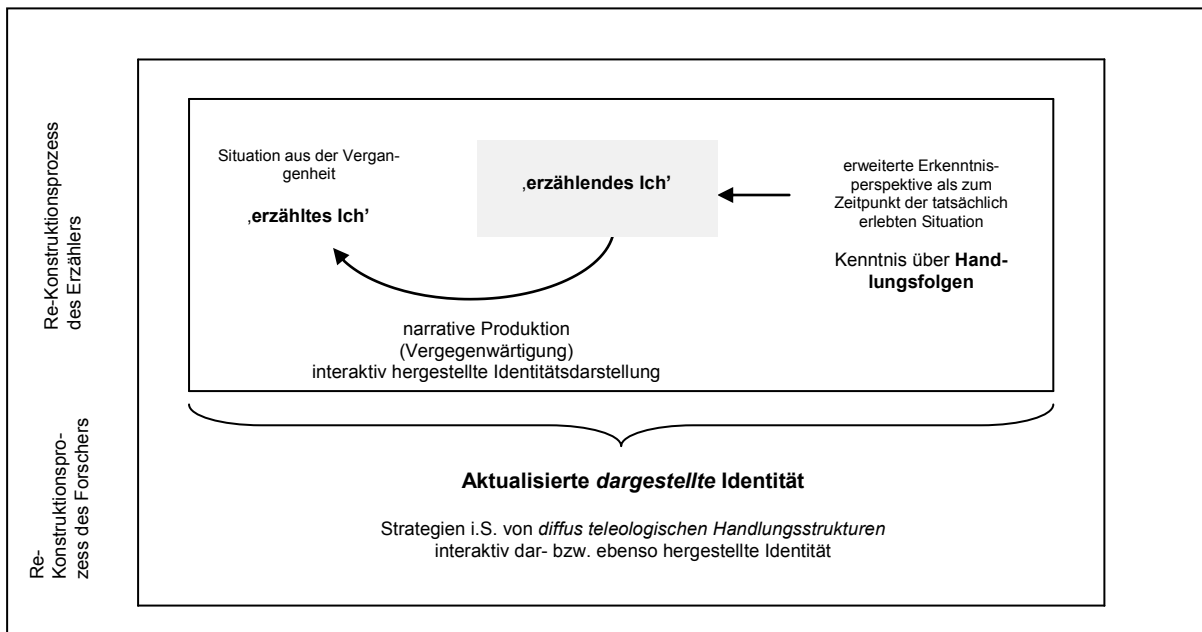 Re-Konstruktionsprozess
des Erzählers
Situation aus der Vergan-
genheit
‚erzähltes Ich’
‚erzählendes Ich’
erweiterte Erkenntnis-
perspektive als zum
Zeitpunkt der tatsächlich
erlebten Situation
Kenntnis über Hand-
lungsfolgen
narrative Produktion
(Vergegenwärtigung)
interaktiv hergestellte Identitätsdarstellung
Re-
Konstruktionspro-
zess des Forschers
Aktualisierte dargestellte Identität
Strategien i.S. von diffus teleologischen Handlungsstrukturen
interaktiv dar- bzw. ebenso hergestellte Identität